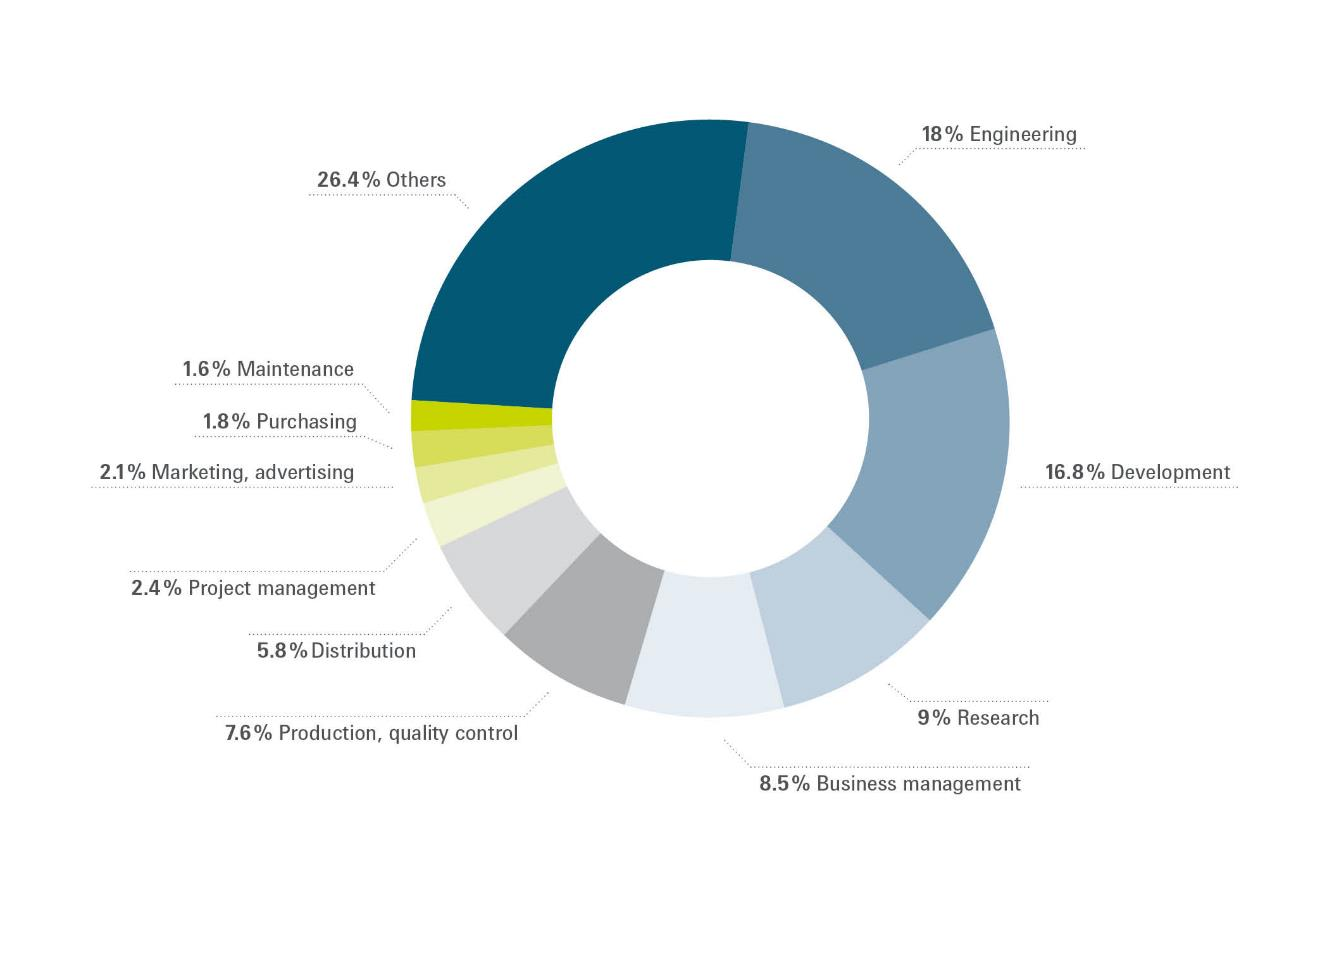 18% Engineering
26.4% Others
1.6% Maintenance
1.8% Purchasing
2.1% Marketing, advertising
16.8% Development
2.4% Project management
5.8% Distribution
9% Research
7.6% Production, quality control
8.5% Business management